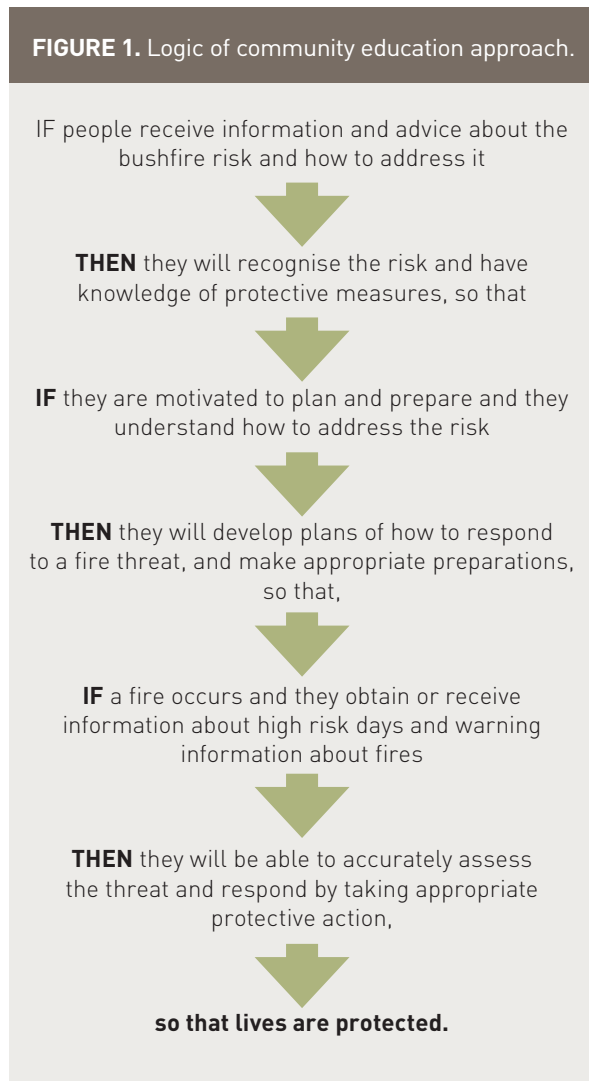 FIGURE 1. Logic of community education approach.
IF people receive information and advice about the
bushfire risk and how to address it
THEN they will recognise the risk and have
knowledge of protective measures, so that
IF they are motivated to plan and prepare and they
understand how to address the risk
THEN they will develop plans of how to respond
to a fire threat, and make appropriate preparations,
so that,
IF a fire occurs and they obtain or receive
information about high risk days and warning
information about fires
THEN they will be able to accurately assess
the threat and respond by taking appropriate
protective action,
so that lives are protected.